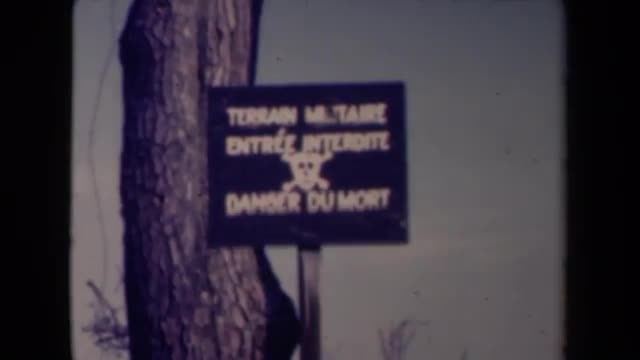 TERRAIN MILITAIRE
ENTRÉE INTERDITE
DANGER DU MORT